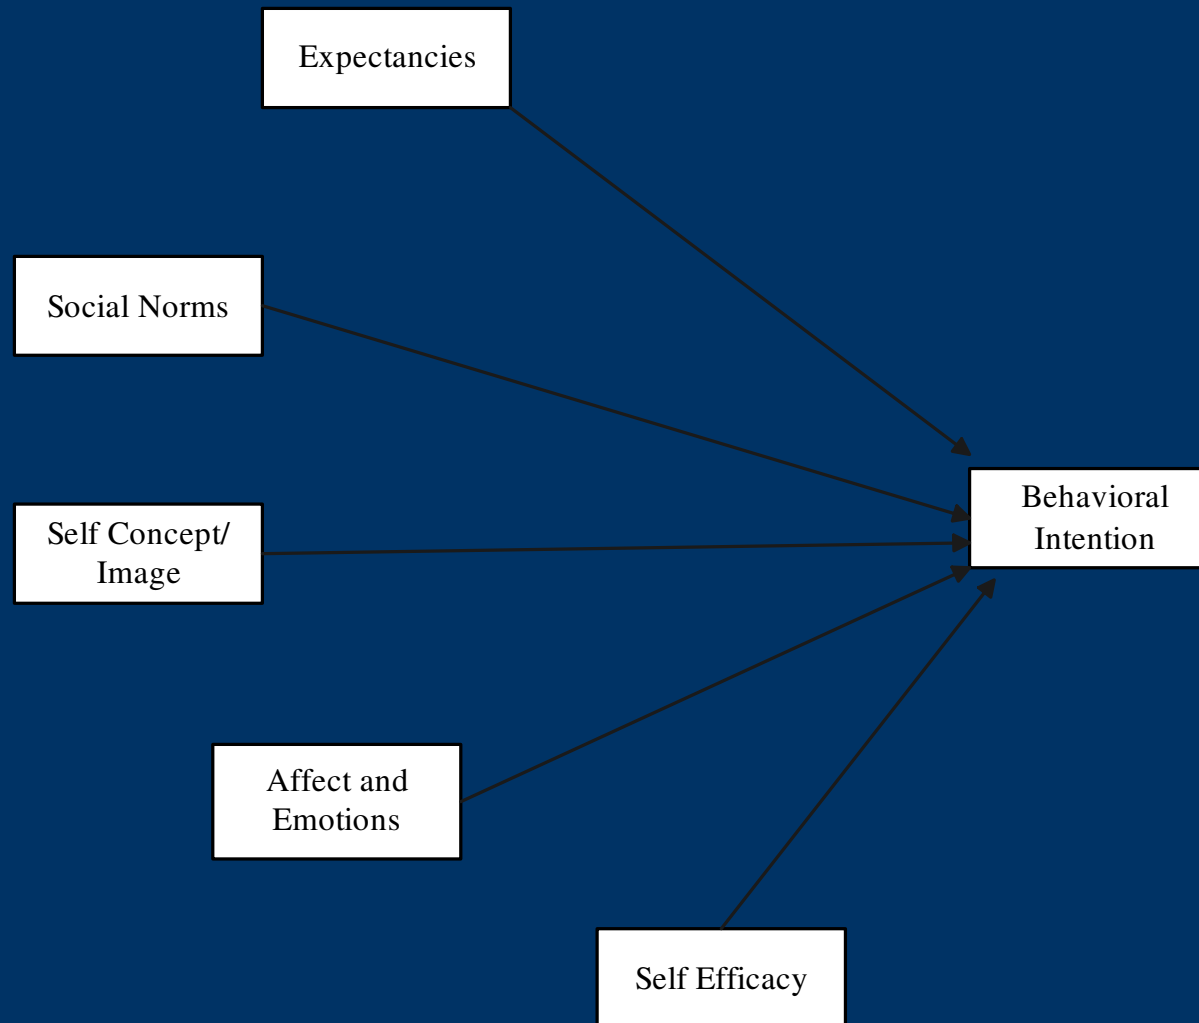 Expectancies
Social Norms
Behavioral
Intention
Self Concept/
Image
Affect and
Emotions
Self Efficacy